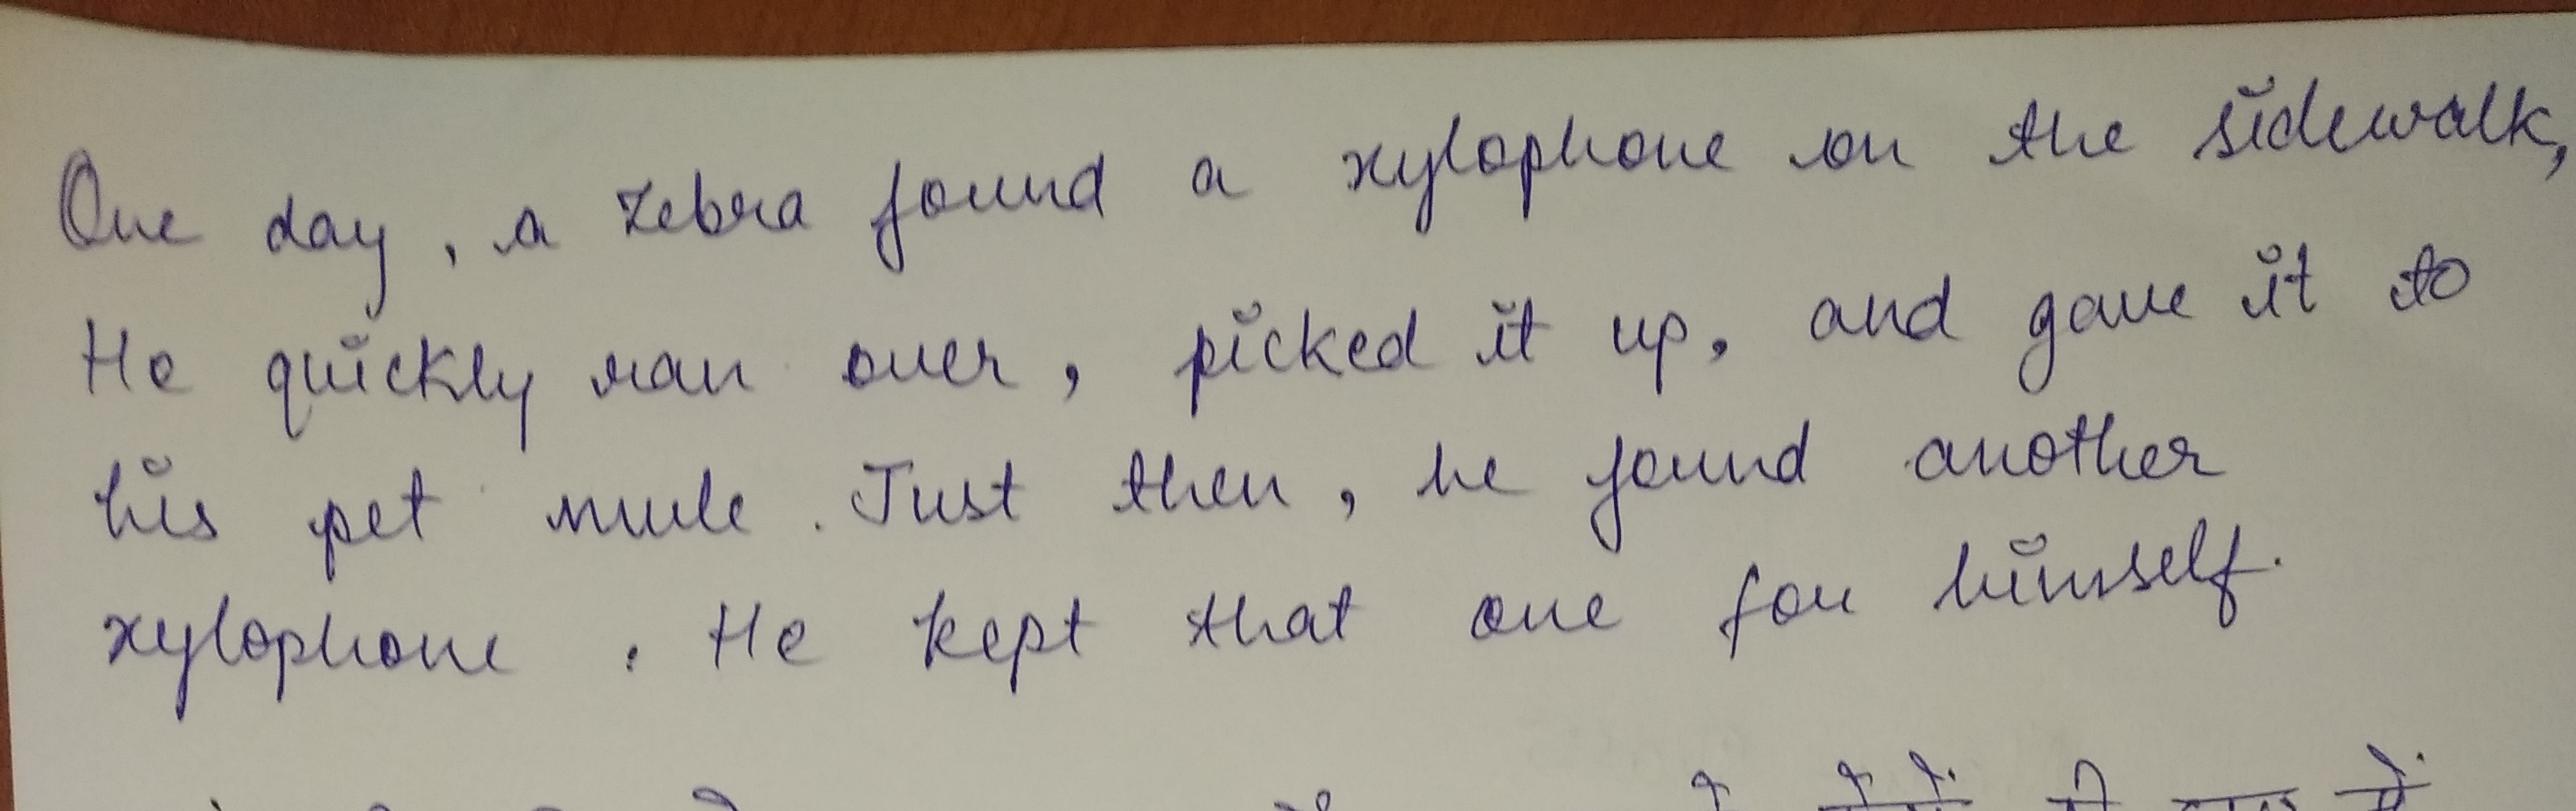 One day, a zebra found a xylophone on the sidewalk,
He quickly ran over, picked it up, and gave it to
his pet mule. Just then, he found another
xylophone. He kept that one for himself.